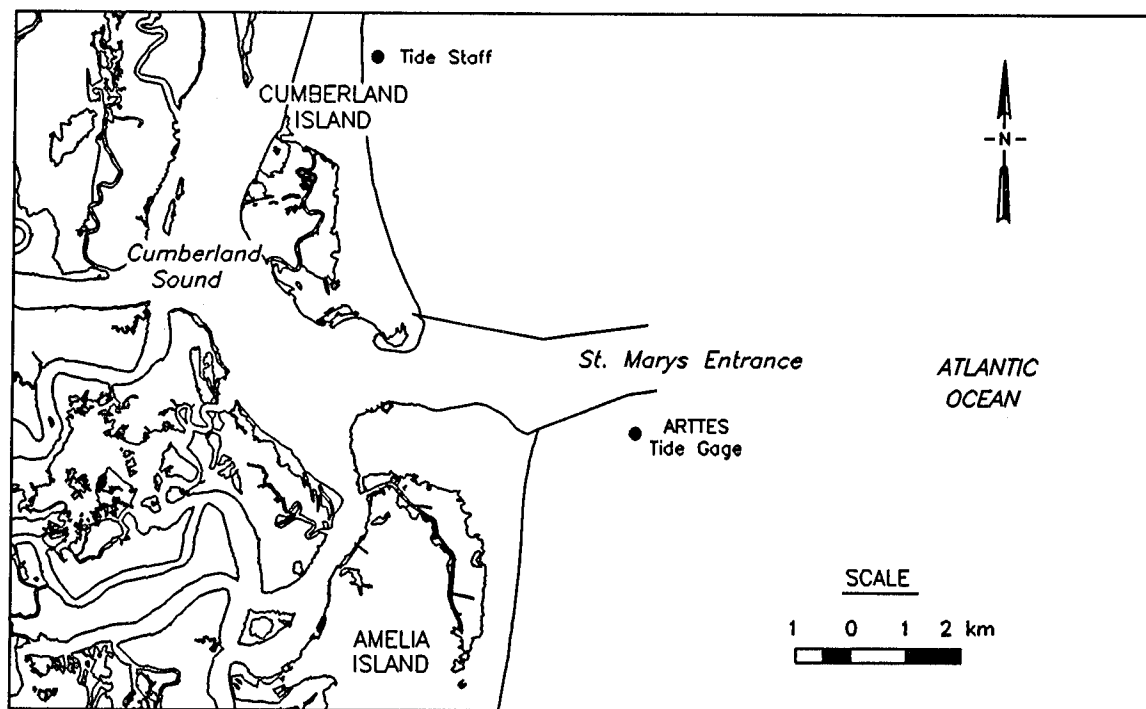 Tide Staff
CUMBERLAND
ISLAND
N
Cumberland
Sound
St. Marys Entrance
ATLANTIC
OCEAN
ARTTES
Tide Gage
SCALE
1 0 1 2 km
AMELIA
ISLAND